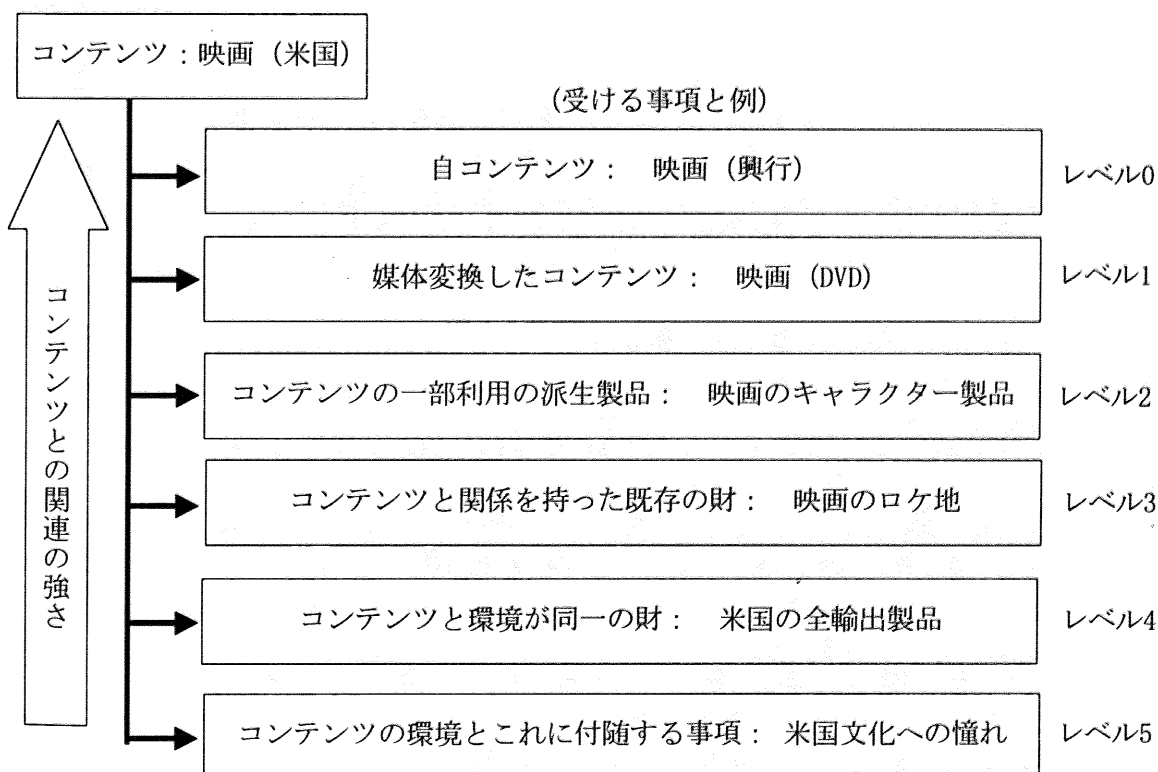 コンテンツ：映画（米国）
（受ける事項と例）
自コンテンツ：　映画（興行）
レベル0
媒体変換したコンテンツ：　映画（DVD）
レベル1
コンテンツの一部利用の派生製品：　映画のキャラクター製品
レベル2
コンテンツと関係を持った既存の財：　映画のロケ地
レベル3
コンテンツと環境が同一の財：　米国の全輸出製品
レベル4
コンテンツの環境とこれに付随する事項：　米国文化への憧れ
レベル5
コンテンツとの関連の強さ